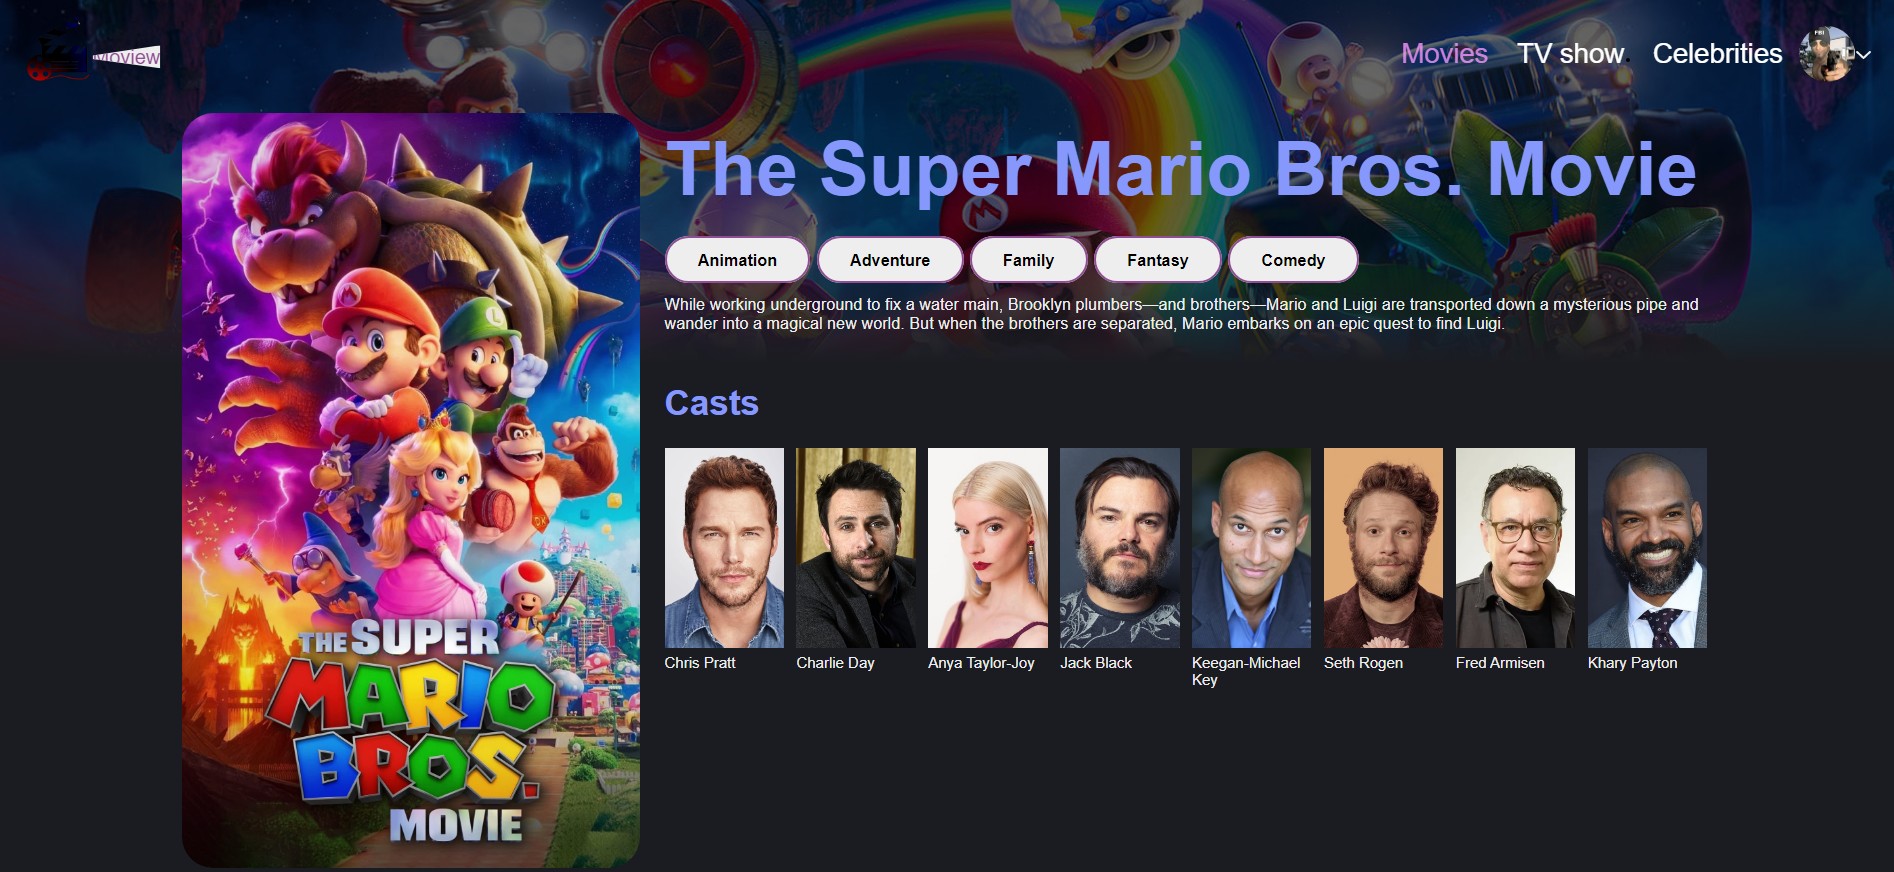 Moview
Movies TV show. Celebrities
FBI
The Super Mario Bros. Movie
Animation Adventure Family Fantasy Comedy
While working underground to fix a water main, Brooklyn plumbers—and brothers—Mario and Luigi are transported down a mysterious pipe and
wander into a magical new world. But when the brothers are separated, Mario embarks on an epic quest to find Luigi.
Casts
Chris Pratt
Charlie Day
Anya Taylor-Joy
Jack Black
Keegan-Michael
Key
Seth Rogen
Fred Armisen
Khary Payton
M
L
DK
THE SUPER
MARIO
BROS.
MOVIE
M